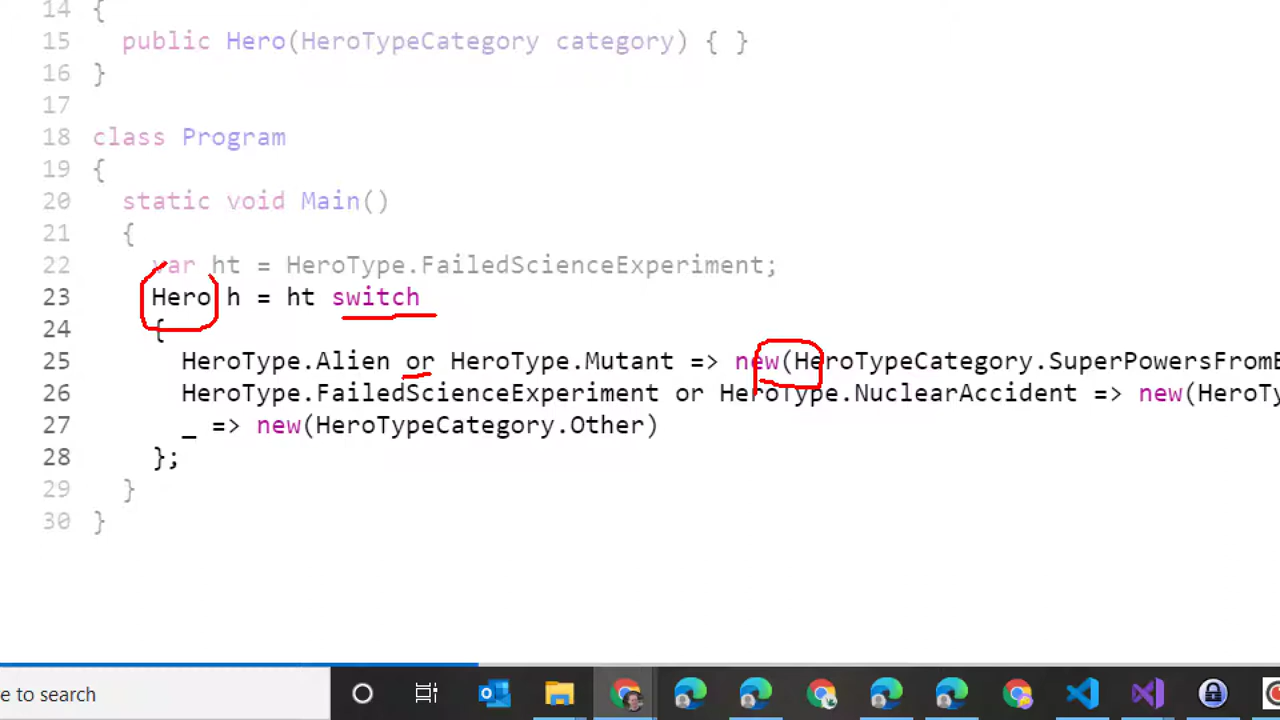 14 {
15 public Hero(HeroTypeCategory category) { }
16 }
17
18 class Program
19 {
20 static void Main()
21 {
22 var ht = HeroType.FailedScienceExperiment;
23 Hero h = ht switch
24 {
25 HeroType.Alien or HeroType.Mutant => new(HeroTypeCategory.SuperPowersFromB
26 HeroType.FailedScienceExperiment or HeroType.NuclearAccident => new(HeroTy
27 _ => new(HeroTypeCategory.Other)
28 };
29 }
30 }
e to search